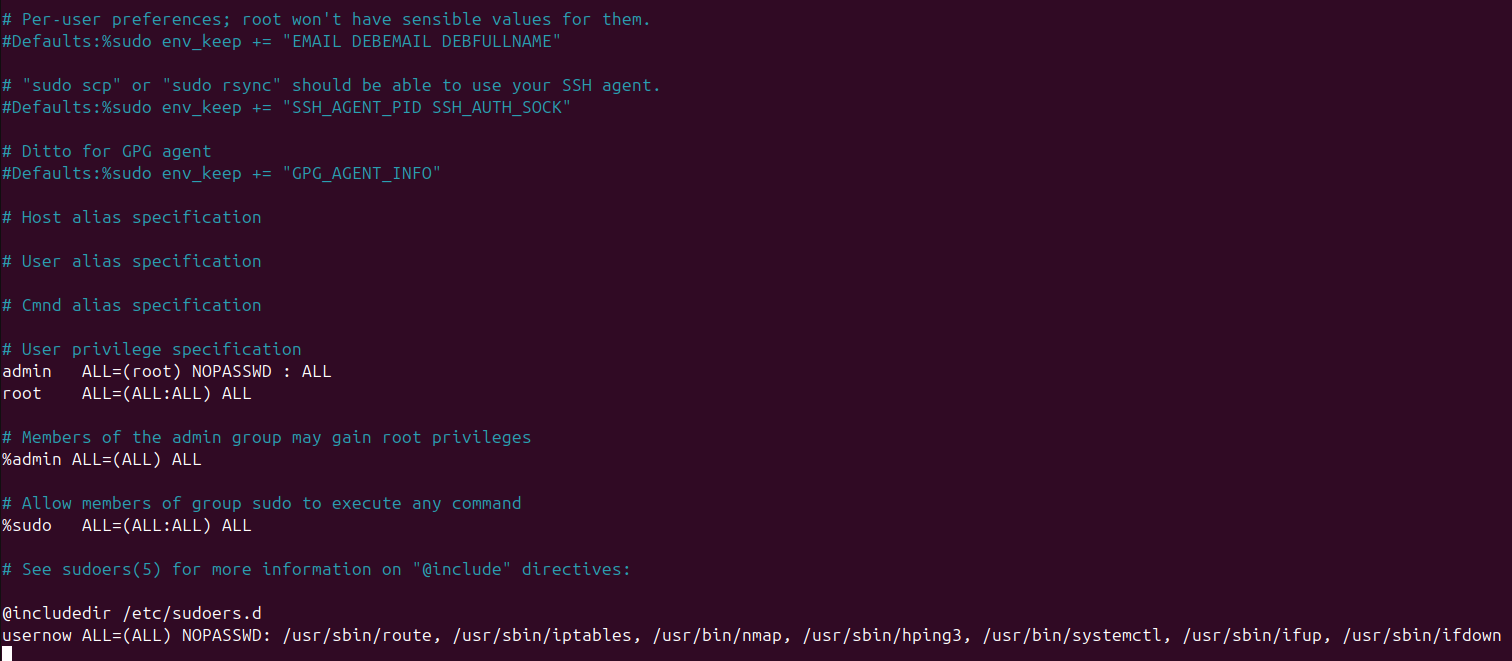 # Per-user preferences; root won't have sensible values for them.
#Defaults:%sudo env_keep += "EMAIL DEBEMAIL DEBFULLNAME"
# "sudo scp" or "sudo rsync" should be able to use your SSH agent.
#Defaults:%sudo env_keep += "SSH_AGENT_PID SSH_AUTH_SOCK"
# Ditto for GPG agent
#Defaults:%sudo env_keep += "GPG_AGENT_INFO"
# Host alias specification
# User alias specification
# Cmnd alias specification
# User privilege specification
admin   ALL=(root) NOPASSWD : ALL
root    ALL=(ALL:ALL) ALL
# Members of the admin group may gain root privileges
%admin ALL=(ALL) ALL
# Allow members of group sudo to execute any command
%sudo   ALL=(ALL:ALL) ALL
# See sudoers(5) for more information on "@include" directives:
@includedir /etc/sudoers.d
usernow ALL=(ALL) NOPASSWD: /usr/sbin/route, /usr/sbin/iptables, /usr/bin/nmap, /usr/sbin/hping3, /usr/bin/systemctl, /usr/sbin/ifup, /usr/sbin/ifdown